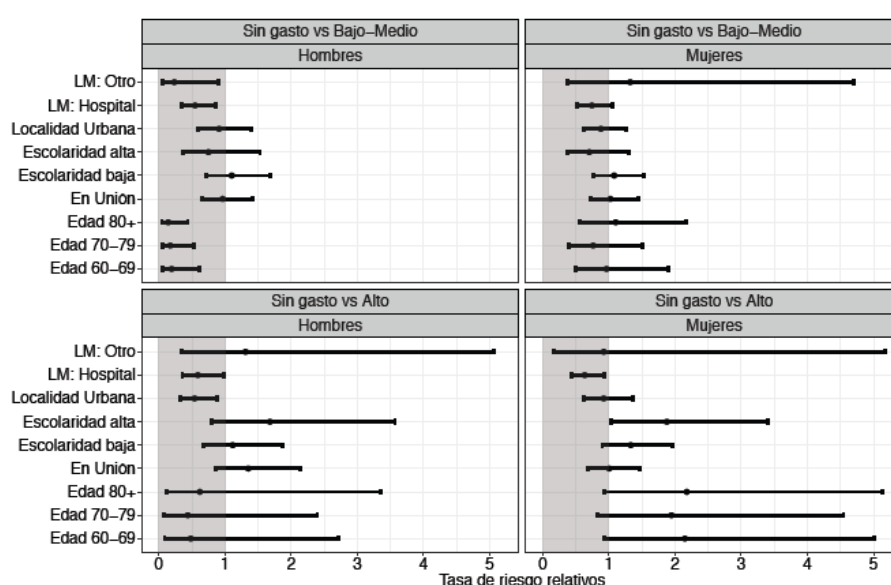 Sin gasto vs Bajo−Medio
Sin gasto vs Bajo−Medio
Hombres
Mujeres
LM: Otro
LM: Hospital
Localidad Urbana
Escolaridad alta
Escolaridad baja
En Unión
Edad 80+
Edad 70−79
Edad 60−69
Sin gasto vs Alto
Sin gasto vs Alto
Hombres
Mujeres
LM: Otro
LM: Hospital
Localidad Urbana
Escolaridad alta
Escolaridad baja
En Unión
Edad 80+
Edad 70−79
Edad 60−69
0 1 2 3 4 5 0 1 2 3 4 5
Tasa de riesgo relativos